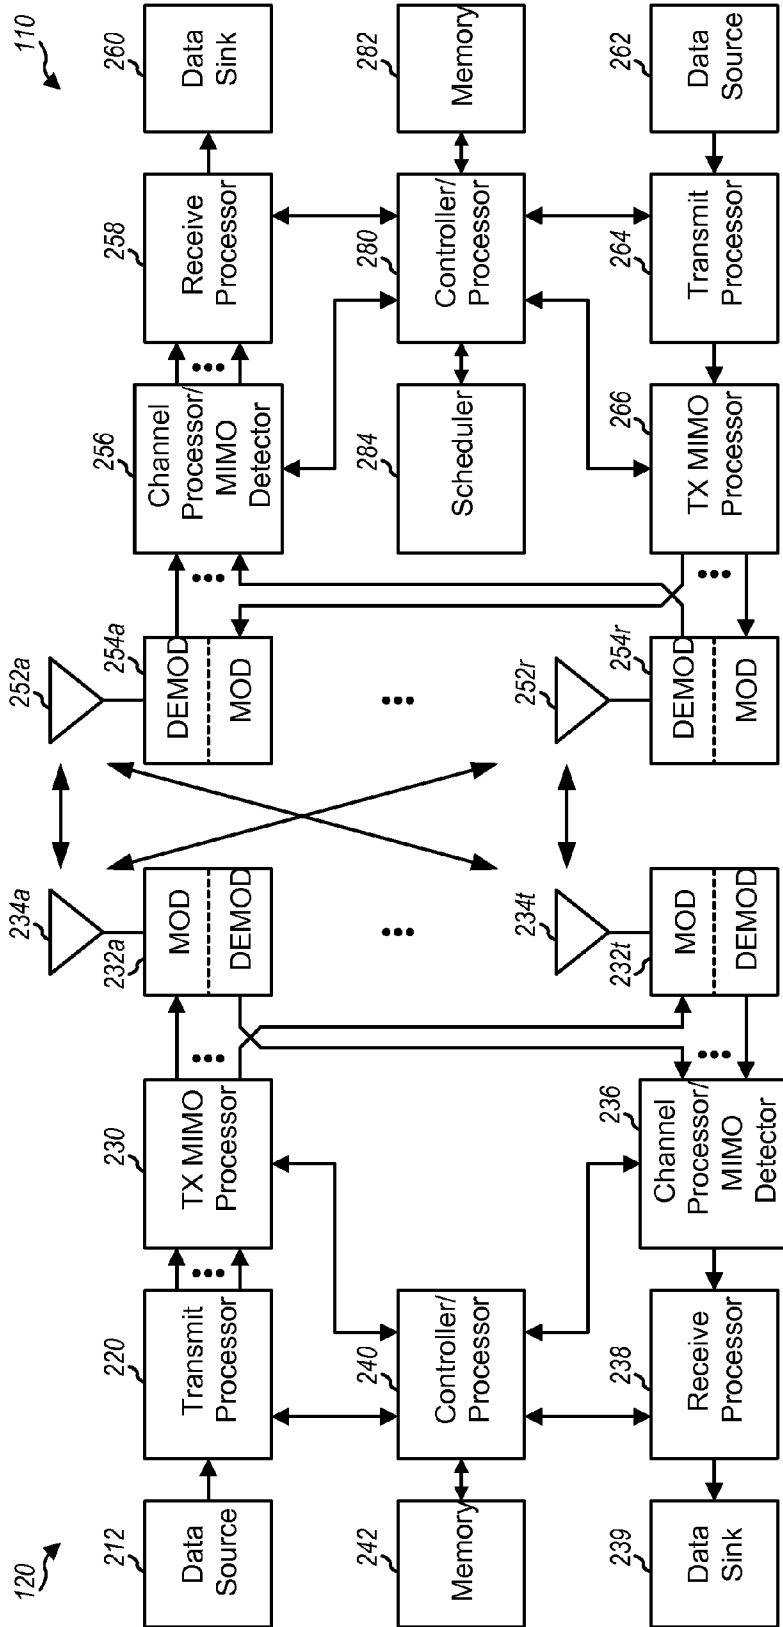 120
110
212
Data
Source
220
Transmit
Processor
230
TX MIMO
Processor
234a
232a
MOD
DEMOD
252a
254a
DEMOD
MOD
256
Channel
Processor/
MIMO
Detector
258
Receive
Processor
260
Data
Sink
242
Memory
240
Controller/
Processor
284
Scheduler
280
Controller/
Processor
282
Memory
239
Data
Sink
238
Receive
Processor
236
Channel
Processor/
MIMO
Detector
234t
232t
MOD
DEMOD
252r
254r
DEMOD
MOD
266
TX MIMO
Processor
264
Transmit
Processor
262
Data
Source